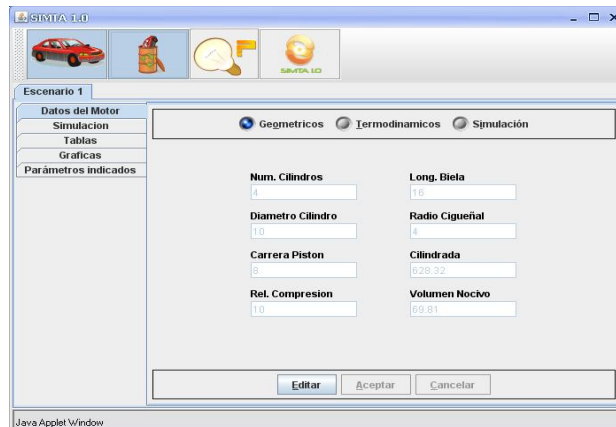 SIMTA 1.0
SIMTA 1.0
Escenario 1
Datos del Motor
Simulacion
Tablas
Graficas
Parámetros indicados
Geometricos Termodinamicos Simulación
Num. Cilindros Long. Biela
4 16
Diametro Cilindro Radio Cigueñal
10 4
Carrera Piston Cilindrada
8 628.32
Rel. Compresion Volumen Nocivo
10 69.81
Editar Aceptar Cancelar
Java Applet Window